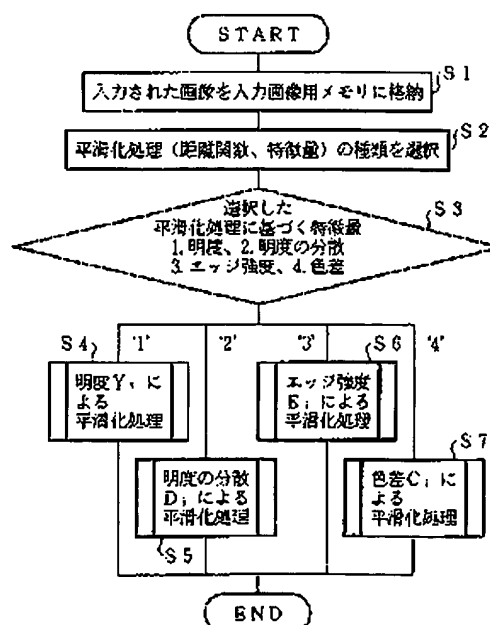 START
S1
入力された画像を入力画像用メモリに格納
S2
平滑化処理(距離関数、特徴量)の種類を選択
S3
選択した
平滑化処理に基づく特徴量
1.明度、2.明度の分散
3.エッジ強度、4.色差
S4
'1'
'2'
'3'
S6
'4'
明度Yiに
よる
平滑化処理
エッジ強度
Eiによる
平滑化処理
S7
明度の分散
Diによる
平滑化処理
色差Ciに
よる
平滑化処理
S5
END